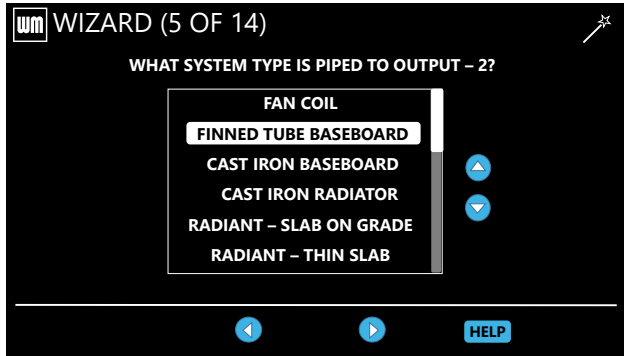 wm WIZARD (5 OF 14)
WHAT SYSTEM TYPE IS PIPED TO OUTPUT – 2?
FAN COIL
FINNED TUBE BASEBOARD
CAST IRON BASEBOARD
CAST IRON RADIATOR
RADIANT – SLAB ON GRADE
RADIANT – THIN SLAB
HELP